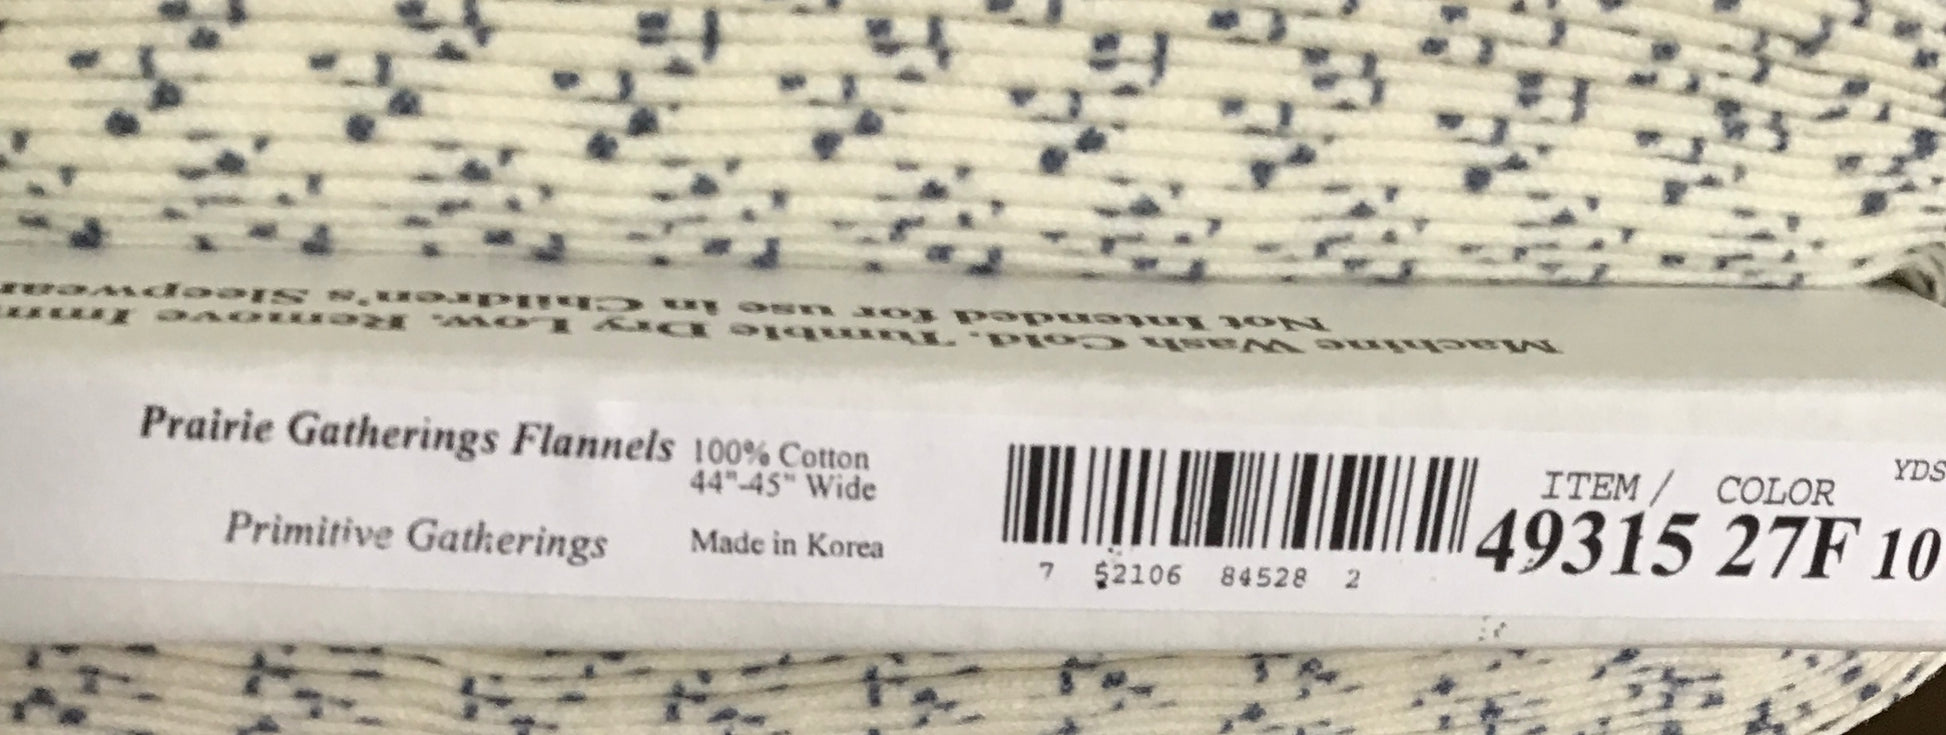 Machine Wash Cold. Tumble Dry Low. Remove Imm
Not Intended for use in Children's Sleepwear
Prairie Gatherings Flannels
100% Cotton
44"-45" Wide
Primitive Gatherings
Made in Korea
7 52106 84528 2
ITEM / COLOR YDS
49315 27F 10